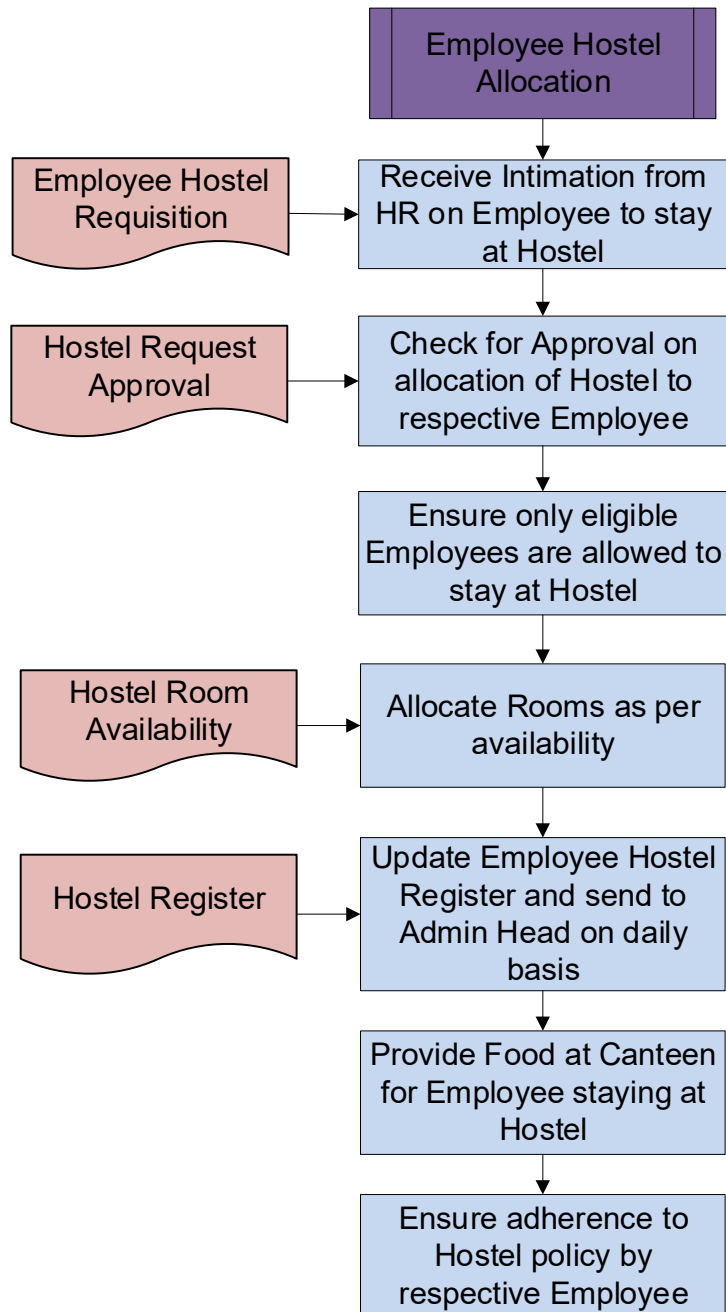 Employee Hostel
Allocation
Employee Hostel
Requisition
Receive Intimation from
HR on Employee to stay
at Hostel
Hostel Request
Approval
Check for Approval on
allocation of Hostel to
respective Employee
Ensure only eligible
Employees are allowed to
stay at Hostel
Hostel Room
Availability
Allocate Rooms as per
availability
Hostel Register
Update Employee Hostel
Register and send to
Admin Head on daily
basis
Provide Food at Canteen
for Employee staying at
Hostel
Ensure adherence to
Hostel policy by
respective Employee